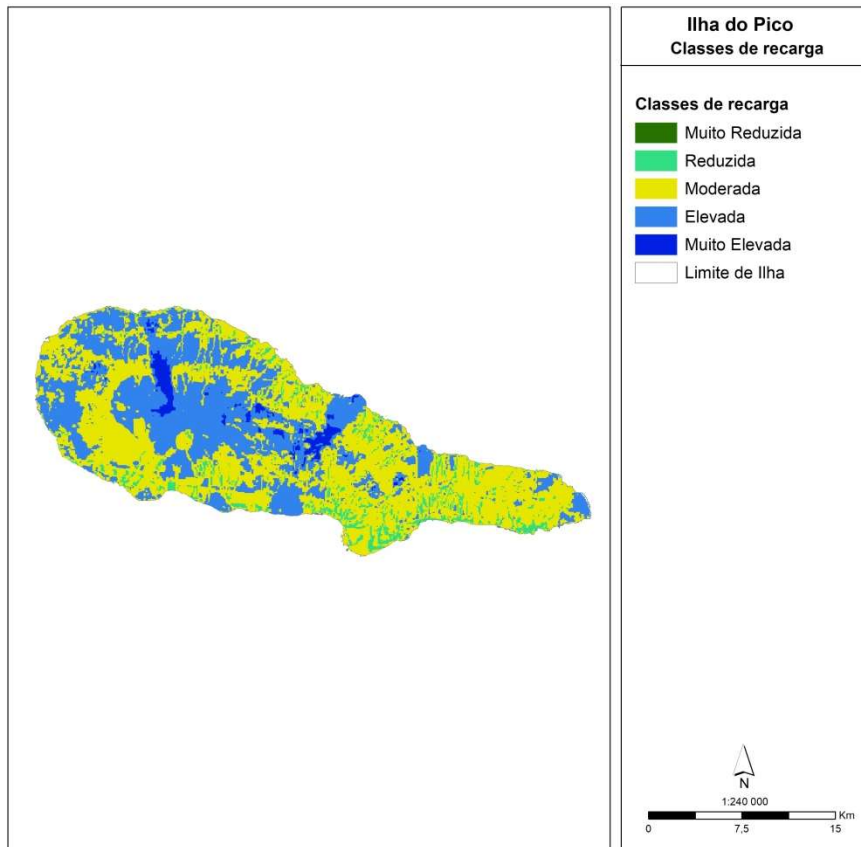 Ilha do Pico
Classes de recarga
Classes de recarga
Muito Reduzida
Reduzida
Moderada
Elevada
Muito Elevada
Limite de Ilha
N
1:240 000
Km
0 7,5 15